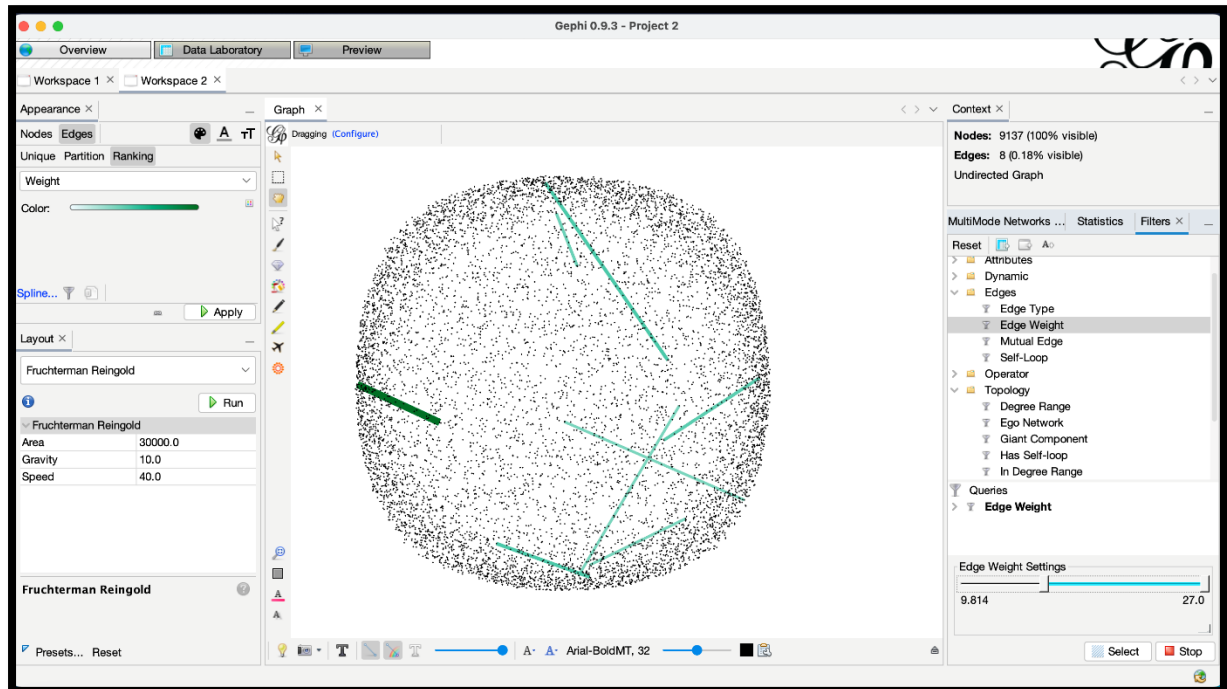 Gephi 0.9.3 - Project 2
Overview
Data Laboratory
Preview
Workspace 1 ×
Workspace 2 ×
Appearance ×
Nodes Edges
Unique Partition Ranking
Weight
Color:
Spline...
Apply
Layout ×
Fruchterman Reingold
Run
Fruchterman Reingold
Area 30000.0
Gravity 10.0
Speed 40.0
Fruchterman Reingold
Presets... Reset
Graph ×
Dragging (Configure)
A- A- Arial-BoldMT, 32
Context ×
Nodes: 9137 (100% visible)
Edges: 8 (0.18% visible)
Undirected Graph
MultiMode Networks ... Statistics Filters ×
Reset
Attributes
Dynamic
Edges
Edge Type
Edge Weight
Mutual Edge
Self-Loop
Operator
Topology
Degree Range
Ego Network
Giant Component
Has Self-loop
In Degree Range
Queries
Edge Weight
Edge Weight Settings
9.814 27.0
Select
Stop